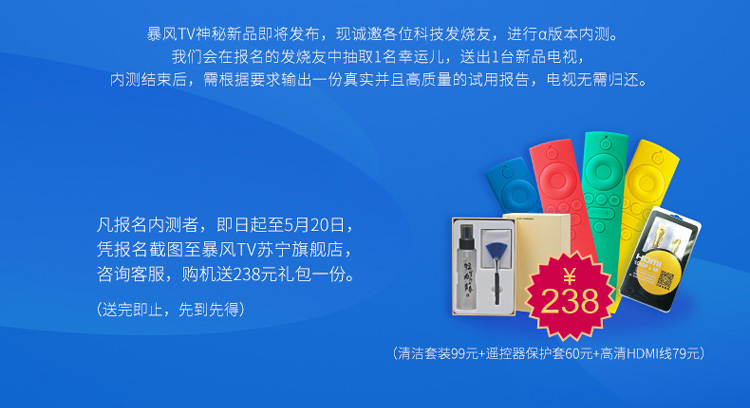 暴风TV神秘新品即将发布，现诚邀各位科技发烧友，进行α版本内测。
我们会在报名的发烧友中抽取1名幸运儿，送出1台新品电视，
内测结束后，需根据要求输出一份真实并且高质量的试用报告，电视无需归还。
凡报名内测者，即日起至5月20日，
凭报名截图至暴风TV苏宁旗舰店，
咨询客服，购机送238元礼包一份。
（送完即止，先到先得）
HDMI
¥
238
（清洁套装99元+遥控器保护套60元+高清HDMI线79元）